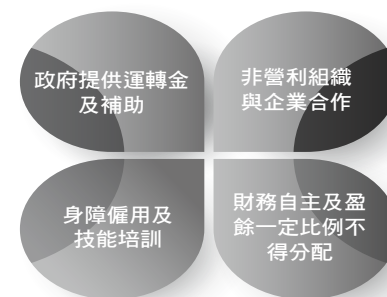 政府提供運轉金
及補助
非營利組織
與企業合作
身障僱用及
技能培訓
財務自主及盈
餘一定比例不
得分配